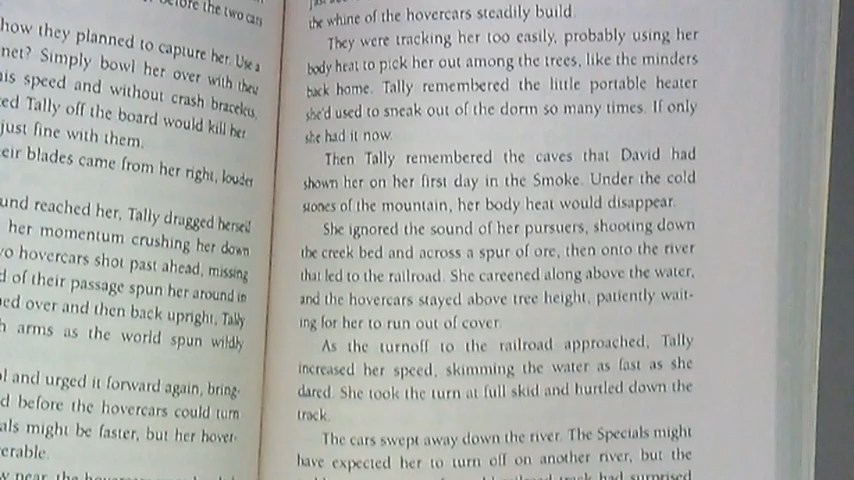 before the two cars
how they planned to capture her. Use a
net? Simply bowl her over with their
his speed and without crash bracelets,
ed Tally off the board would kill her.
just fine with them.
eir blades came from her right, louder
und reached her, Tally dragged herself
her momentum crushing her down
vo hovercars shot past ahead, missing
d of their passage spun her around in
ed over and then back upright, Tally
h arms as the world spun wildly
l and urged it forward again, bring-
d before the hovercars could turn
als might be faster, but her hover-
erable.
the whine of the hovercars steadily build.
They were tracking her too easily, probably using her
body heat to pick her out among the trees, like the minders
back home. Tally remembered the little portable heater
she'd used to sneak out of the dorm so many times. If only
she had it now.
Then Tally remembered the caves that David had
shown her on her first day in the Smoke. Under the cold
stones of the mountain, her body heat would disappear.
She ignored the sound of her pursuers, shooting down
the creek bed and across a spur of ore, then onto the river
that led to the railroad. She careened along above the water,
and the hovercars stayed above tree height, patiently wait-
ing for her to run out of cover.
As the turnoff to the railroad approached, Tally
increased her speed, skimming the water as fast as she
dared. She took the turn at full skid and hurtled down the
track.
The cars swept away down the river. The Specials might
have expected her to turn off on another river, but the
railroad track had surprised